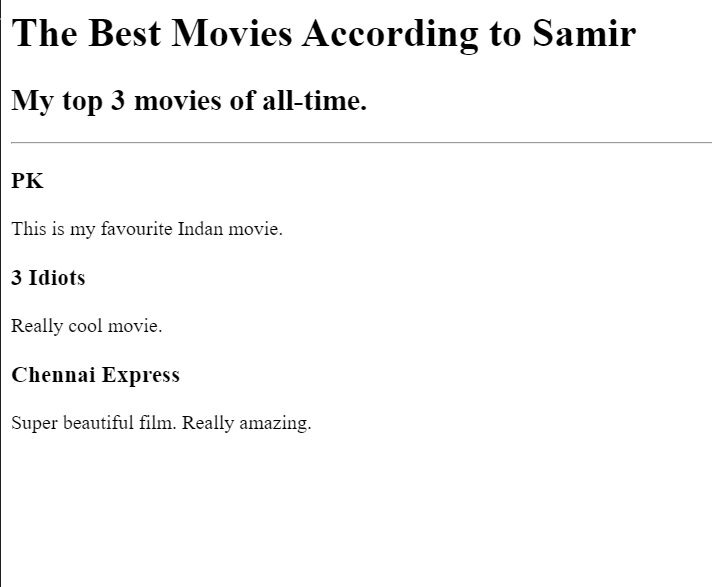 The Best Movies According to Samir
My top 3 movies of all-time.
PK
This is my favourite Indan movie.
3 Idiots
Really cool movie.
Chennai Express
Super beautiful film. Really amazing.